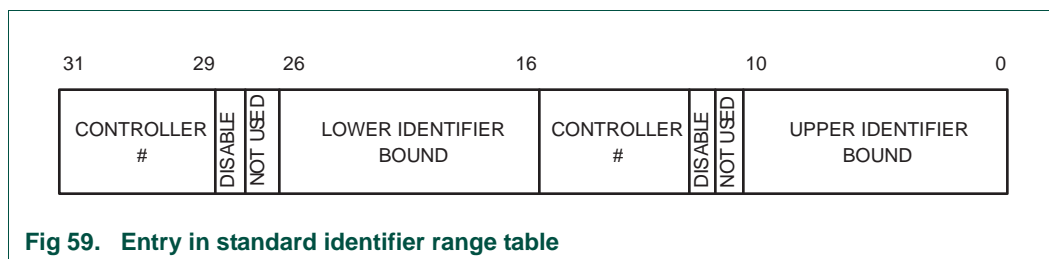 31 29 26 16 10 0
CONTROLLER
#
DISABLE
NOT USED
LOWER IDENTIFIER
BOUND
CONTROLLER
#
DISABLE
NOT USED
UPPER IDENTIFIER
BOUND
Fig 59. Entry in standard identifier range table